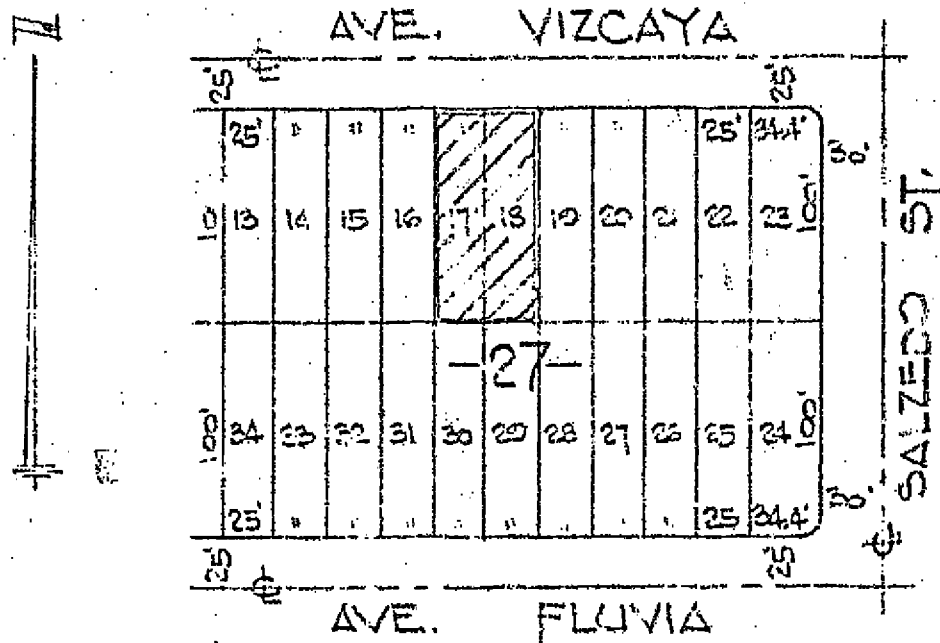 N
AVE. VIZCAYA
25' 25'
25' " " " " " " " 25' 34.4' 30'
10 13 14 15 16 17 18 19 20 21 22 23 100'
-27-
SALZEDO ST.
100' 34 33 32 31 30 29 28 27 26 25 24 100'
25' " " " " " " " 25 34.4' 30'
25' 25'
AVE. FLUVIA